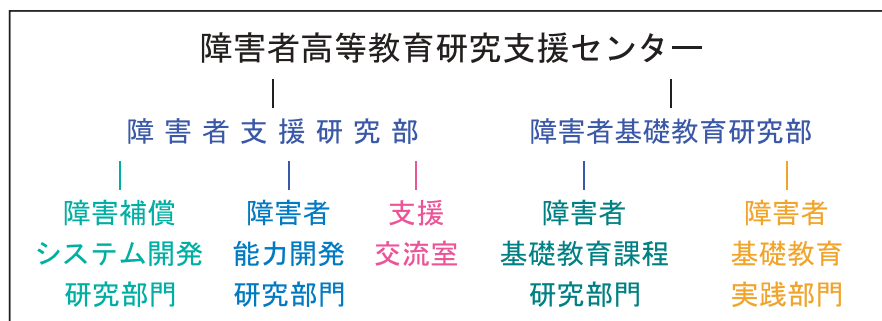 障害者高等教育研究支援センター
障害者支援研究部
障害者基礎教育研究部
障害補償
システム開発
研究部門
障害者
能力開発
研究部門
支援
交流室
障害者
基礎教育課程
研究部門
障害者
基礎教育
実践部門